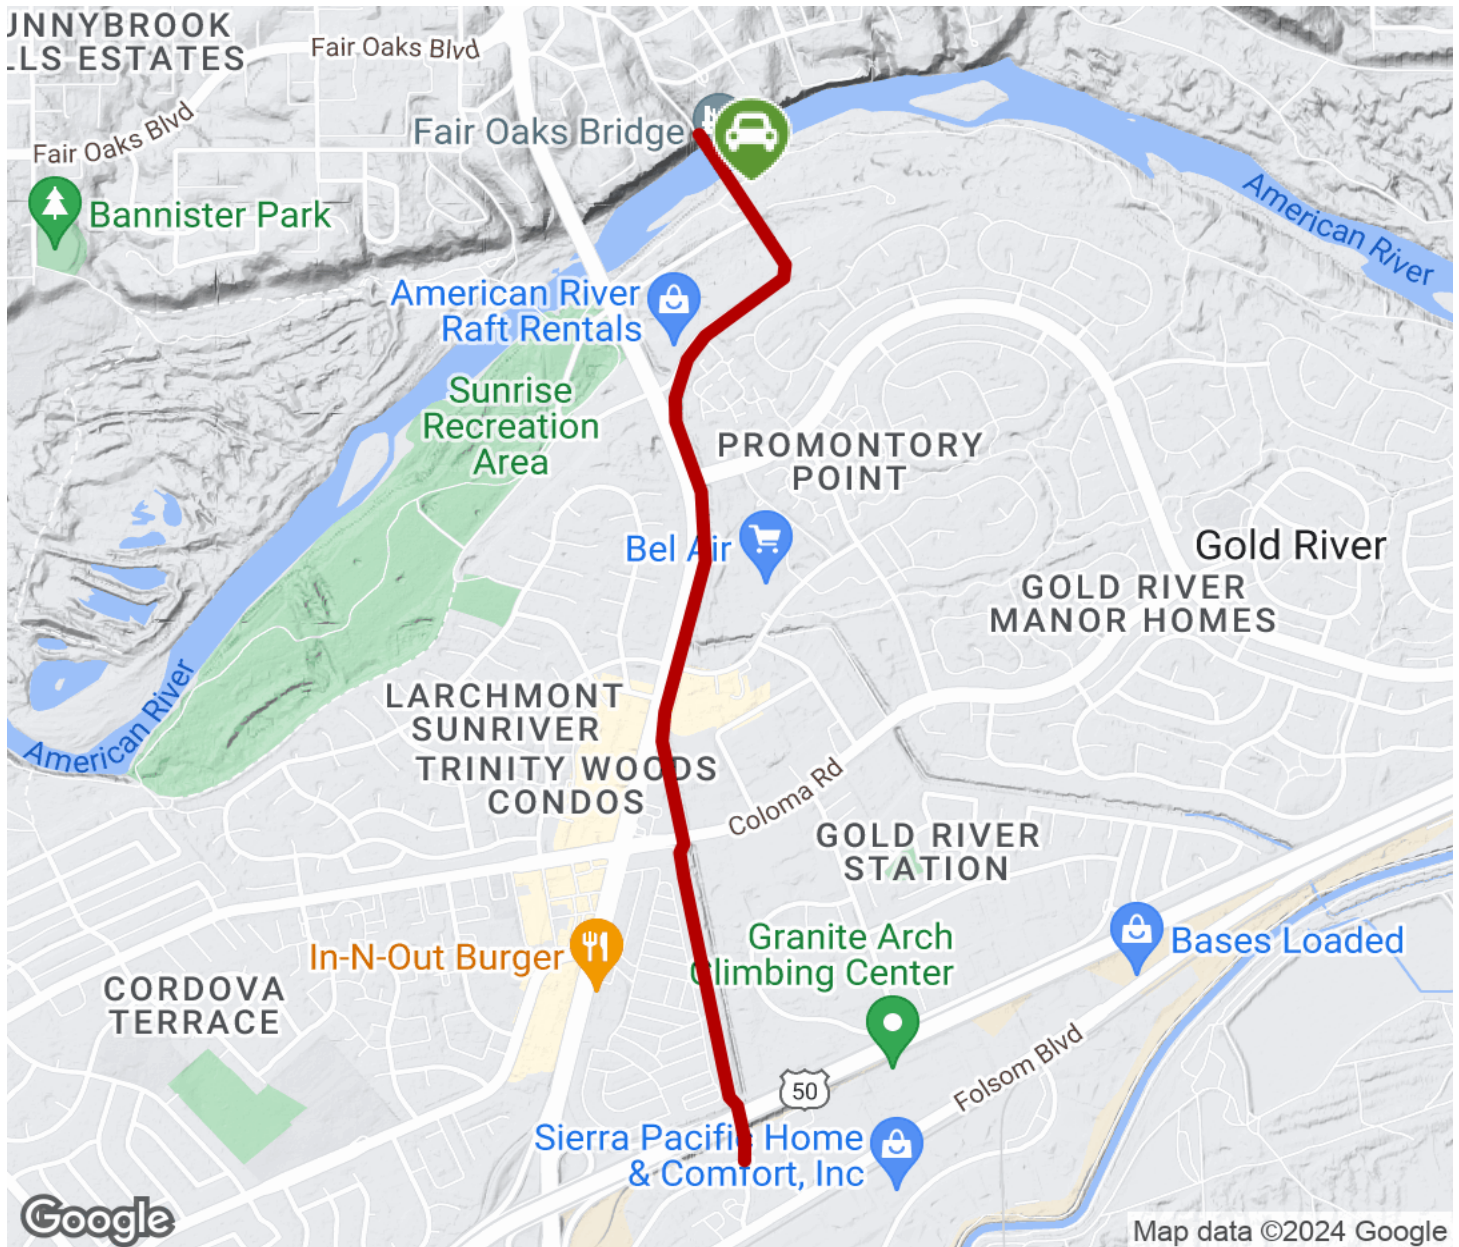 UNNYBROOK
LLS ESTATES
Fair Oaks Blvd
Fair Oaks Blvd
Fair Oaks Bridge
Bannister Park
American River
American River
Raft Rentals
Sunrise
Recreation
Area
PROMONTORY
POINT
Bel Air
Gold River
GOLD RIVER
MANOR HOMES
American River
LARCHMONT
SUNRIVER
TRINITY WOODS
CONDOS
Coloma Rd
GOLD RIVER
STATION
In-N-Out Burger
Granite Arch
Climbing Center
Bases Loaded
CORDOVA
TERRACE
50
Folsom Blvd
Sierra Pacific Home
& Comfort, Inc
Google
Map data ©2024 Google